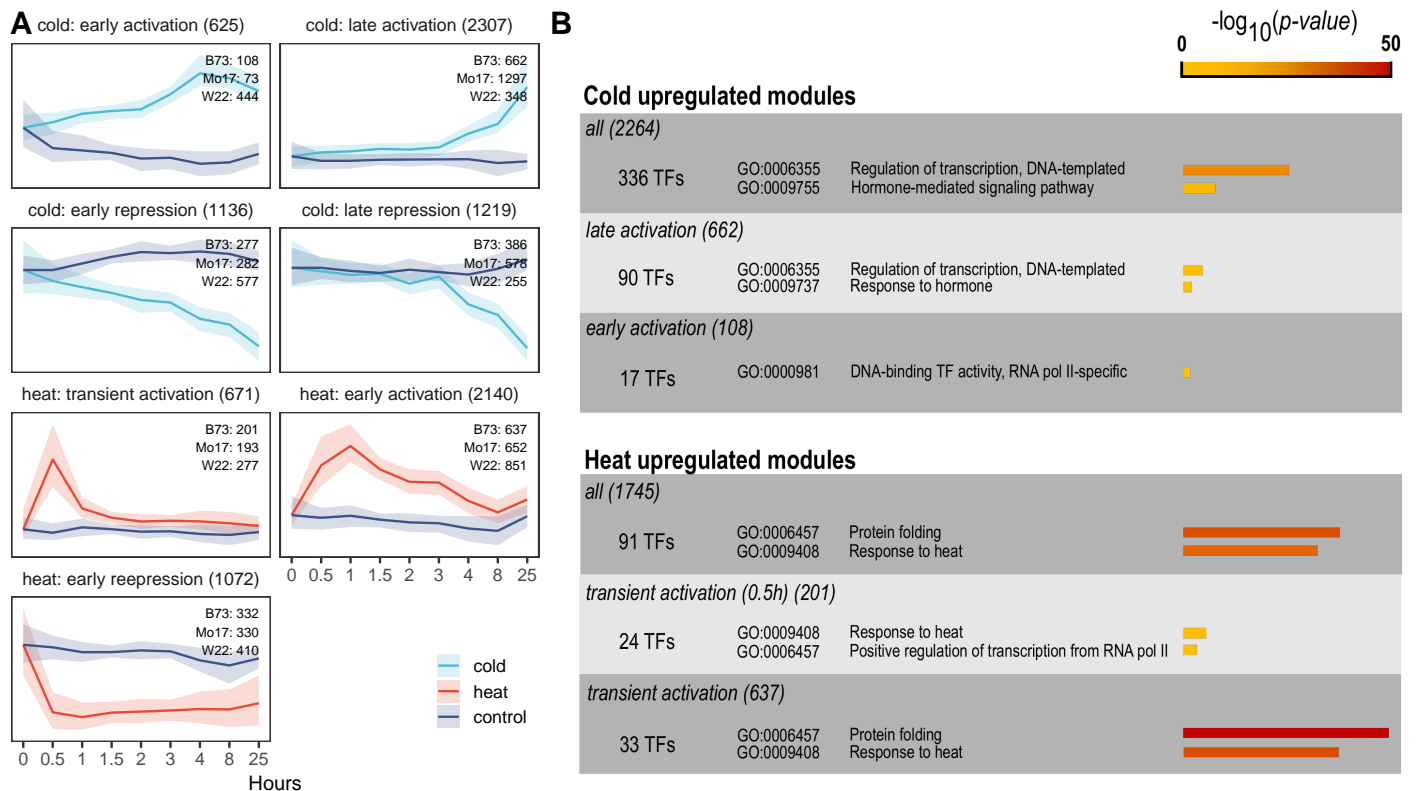 A
cold: early activation (625)
B73: 108
Mo17: 73
W22: 444
cold: late activation (2307)
B73: 662
Mo17: 1297
W22: 348
cold: early repression (1136)
B73: 277
Mo17: 282
W22: 577
cold: late repression (1219)
B73: 386
Mo17: 578
W22: 255
heat: transient activation (671)
B73: 201
Mo17: 193
W22: 277
heat: early activation (2140)
B73: 637
Mo17: 652
W22: 851
0 0.5 1 1.5 2 3 4 8 25
heat: early reepression (1072)
B73: 332
Mo17: 330
W22: 410
0 0.5 1 1.5 2 3 4 8 25
Hours
cold
heat
control
B
-log10(p-value)
0 50
Cold upregulated modules
all (2264)
336 TFs
GO:0006355 Regulation of transcription, DNA-templated
GO:0009755 Hormone-mediated signaling pathway
late activation (662)
90 TFs
GO:0006355 Regulation of transcription, DNA-templated
GO:0009737 Response to hormone
early activation (108)
17 TFs
GO:0000981 DNA-binding TF activity, RNA pol II-specific
Heat upregulated modules
all (1745)
91 TFs
GO:0006457 Protein folding
GO:0009408 Response to heat
transient activation (0.5h) (201)
24 TFs
GO:0009408 Response to heat
GO:0006457 Positive regulation of transcription from RNA pol II
transient activation (637)
33 TFs
GO:0006457 Protein folding
GO:0009408 Response to heat